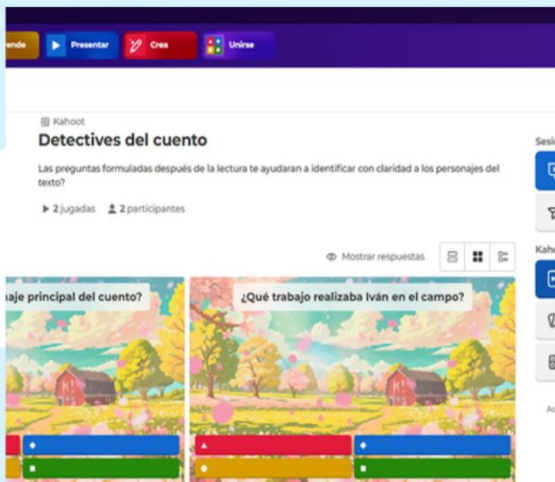 Presentar
Crea
Unirse
Kahoot
Detectives del cuento
Las preguntas formuladas después de la lectura te ayudaran a identificar con claridad a los personajes del
texto?
2 jugadas 2 participantes
Mostrar respuestas
principal del cuento?
¿Qué trabajo realizaba Iván en el campo?